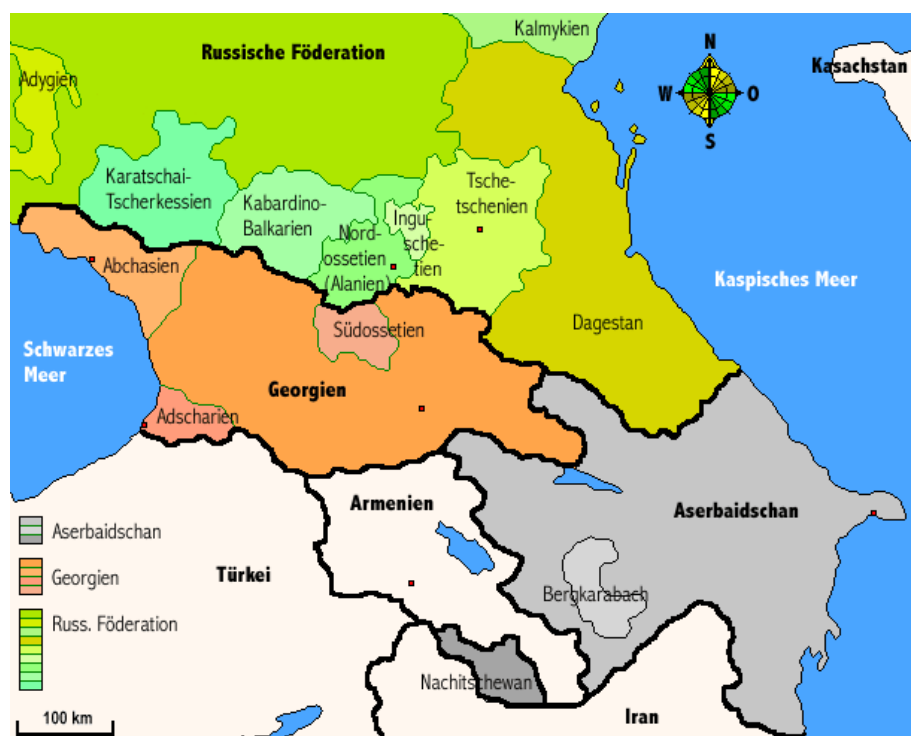 Kalmykien
Russische Föderation
N
Kasachstan
Adygien
W
O
S
Karatschai-
Tscherkessien
Kabardino-
Balkarien
Tsche-
tschenien
Ingu-
sche-
tien
Nord-
ossetien
(Alanien)
Abchasien
Kaspisches Meer
Südossetien
Dagestan
Schwarzes
Meer
Georgien
Adscharien
Armenien
Aserbaidschan
Türkei
Bergkarabach
Nachitschewan
Iran
Aserbaidschan
Georgien
Russ. Föderation
100 km